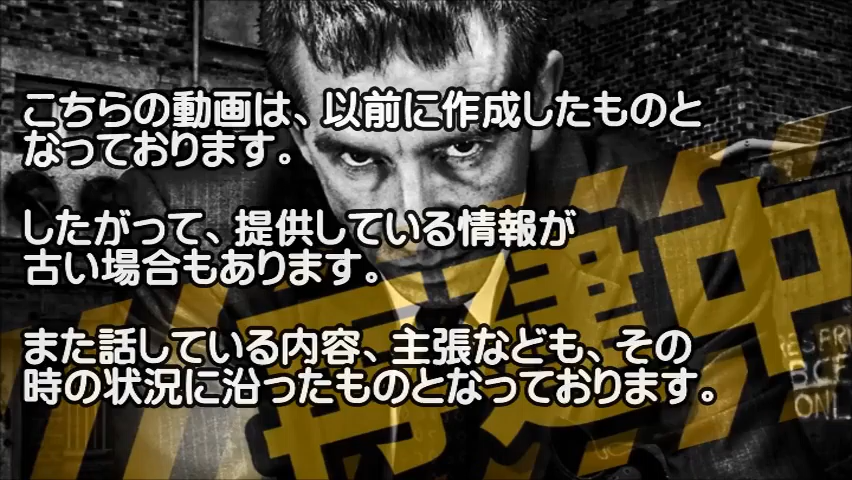 こちらの動画は、以前に作成したものと
なっております。
したがって、提供している情報が
古い場合もあります。
また話している内容、主張なども、その
時の状況に沿ったものとなっております。
再建中
ONL